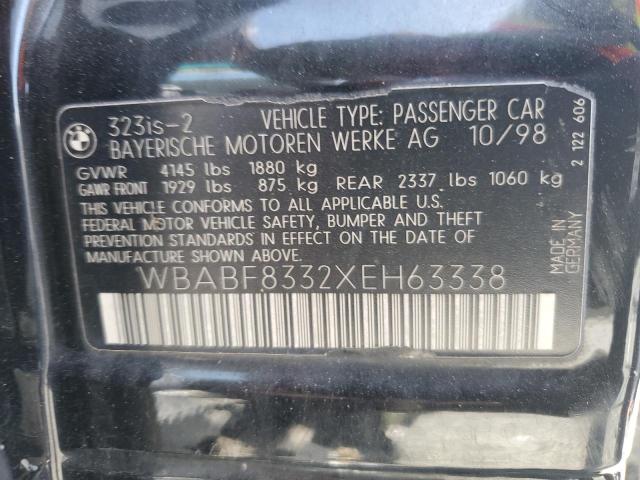 BMW
323is-2 VEHICLE TYPE: PASSENGER CAR
BAYERISCHE MOTOREN WERKE AG 10/98
GVWR 4145 lbs 1880 kg
GAWR FRONT 1929 lbs 875 kg REAR 2337 lbs 1060 kg
THIS VEHICLE CONFORMS TO ALL APPLICABLE U.S.
FEDERAL MOTOR VEHICLE SAFETY, BUMPER AND THEFT
PREVENTION STANDARDS IN EFFECT ON THE DATE OF
MANUFACTURE SHOWN ABOVE.
WBABF8332XEH63338
2 122 606
MADE IN
GERMANY